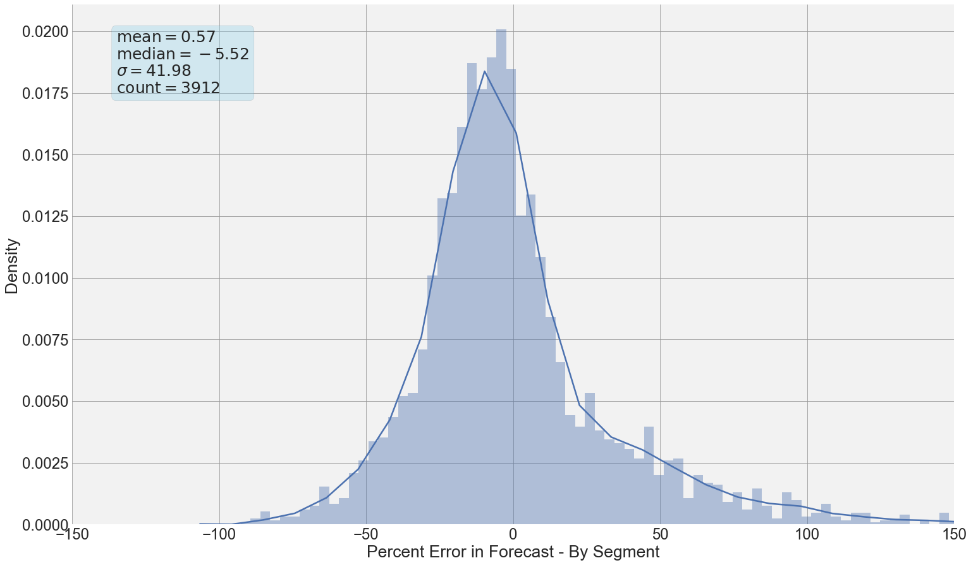 mean = 0.57
median = −5.52
σ = 41.98
count = 3912
0.0200
0.0175
0.0150
0.0125
0.0100
0.0075
0.0050
0.0025
0.0000
Density
−150 −100 −50 0 50 100 150
Percent Error in Forecast - By Segment